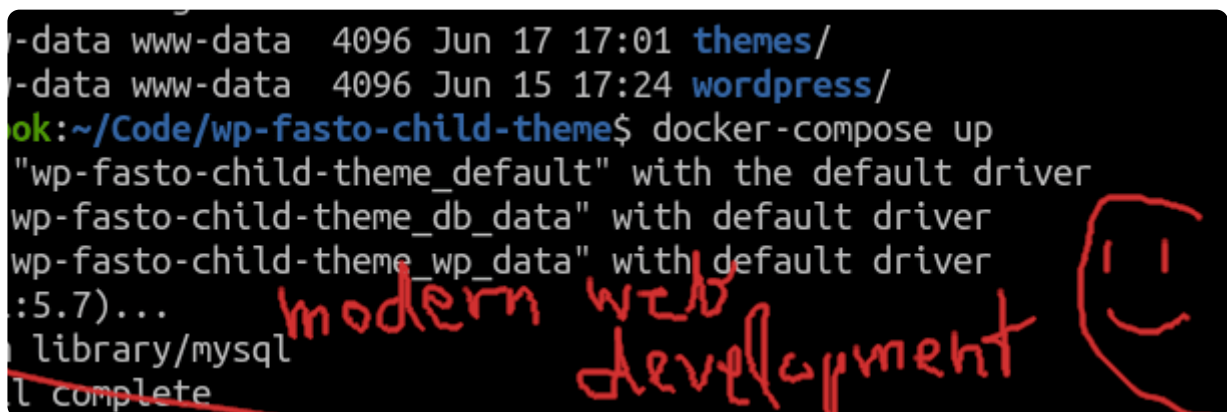 -data www-data 4096 Jun 17 17:01 themes/
-data www-data 4096 Jun 15 17:24 wordpress/
ok:~/Code/wp-fasto-child-theme$ docker-compose up
"wp-fasto-child-theme_default" with the default driver
wp-fasto-child-theme_db_data" with default driver
wp-fasto-child-theme_wp_data" with default driver
:5.7)...
modern web
library/mysql
development
l complete